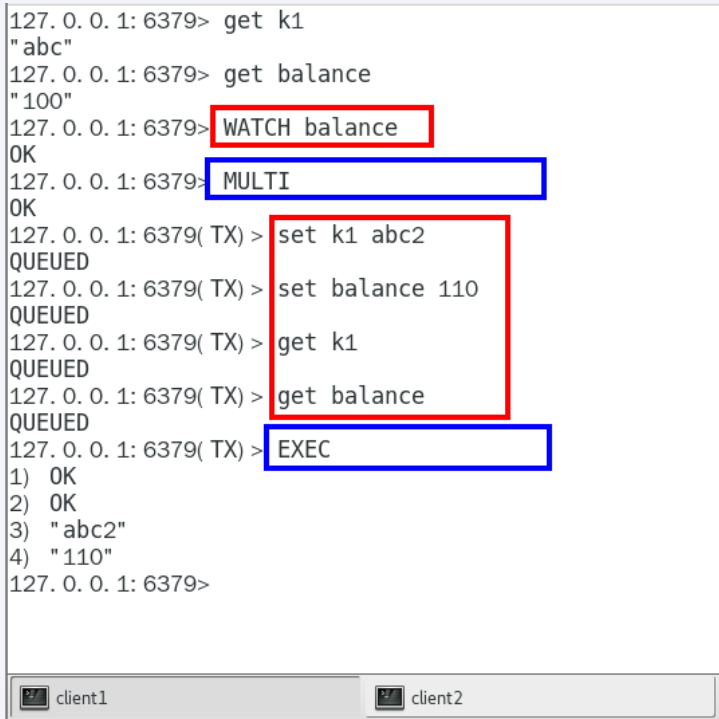 127.0.0.1:6379> get k1
"abc"
127.0.0.1:6379> get balance
"100"
127.0.0.1:6379> WATCH balance
OK
127.0.0.1:6379> MULTI
OK
127.0.0.1:6379(TX)> set k1 abc2
QUEUED
127.0.0.1:6379(TX)> set balance 110
QUEUED
127.0.0.1:6379(TX)> get k1
QUEUED
127.0.0.1:6379(TX)> get balance
QUEUED
127.0.0.1:6379(TX)> EXEC
1) OK
2) OK
3) "abc2"
4) "110"
127.0.0.1:6379>
client1 client2